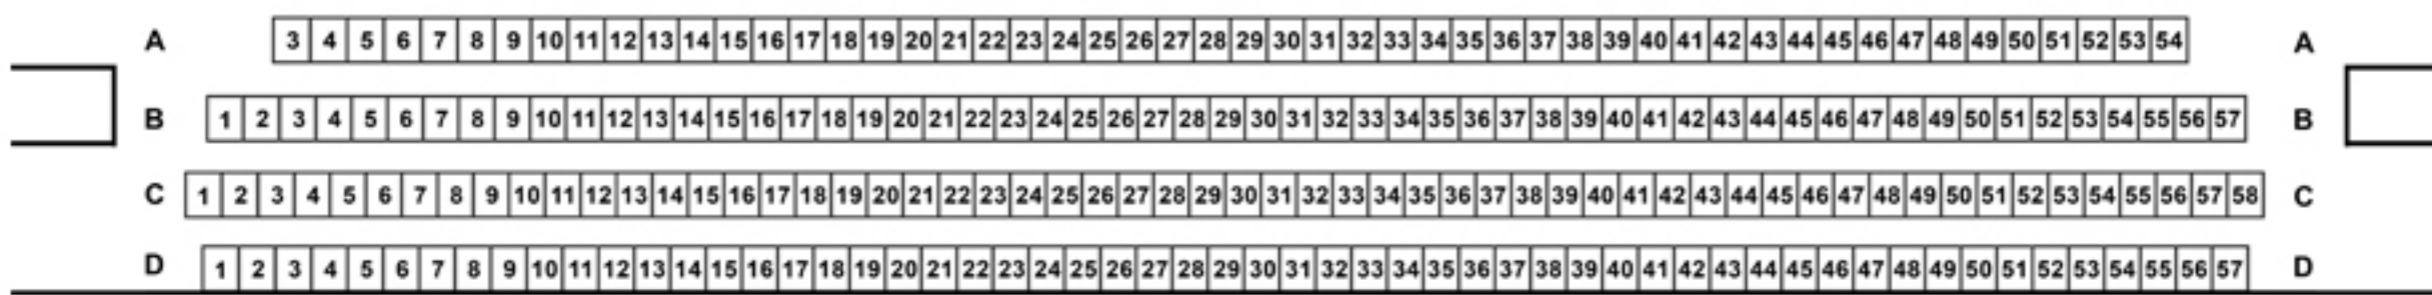 A 3 4 5 6 7 8 9 10 11 12 13 14 15 16 17 18 19 20 21 22 23 24 25 26 27 28 29 30 31 32 33 34 35 36 37 38 39 40 41 42 43 44 45 46 47 48 49 50 51 52 53 54 A
B 1 2 3 4 5 6 7 8 9 10 11 12 13 14 15 16 17 18 19 20 21 22 23 24 25 26 27 28 29 30 31 32 33 34 35 36 37 38 39 40 41 42 43 44 45 46 47 48 49 50 51 52 53 54 55 56 57 B
C 1 2 3 4 5 6 7 8 9 10 11 12 13 14 15 16 17 18 19 20 21 22 23 24 25 26 27 28 29 30 31 32 33 34 35 36 37 38 39 40 41 42 43 44 45 46 47 48 49 50 51 52 53 54 55 56 57 58 C
D 1 2 3 4 5 6 7 8 9 10 11 12 13 14 15 16 17 18 19 20 21 22 23 24 25 26 27 28 29 30 31 32 33 34 35 36 37 38 39 40 41 42 43 44 45 46 47 48 49 50 51 52 53 54 55 56 57 D